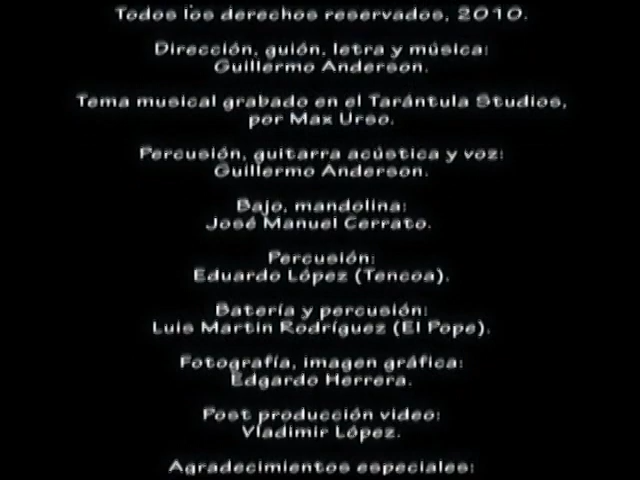 Todos los derechos reservados, 2010.
Dirección, guión, letra y música:
Guillermo Anderson.
Tema musical grabado en el Tarántula Studios,
por Max Urso.
Percusión, guitarra acústica y voz:
Guillermo Anderson.
Bajo, mandolina:
José Manuel Cerrato.
Percusión:
Eduardo López (Tencoa).
Batería y percusión:
Luis Martín Rodríguez (El Pope).
Fotografía, imagen gráfica:
Edgardo Herrera.
Post producción video:
Vladimir López.
Agradecimientos especiales: